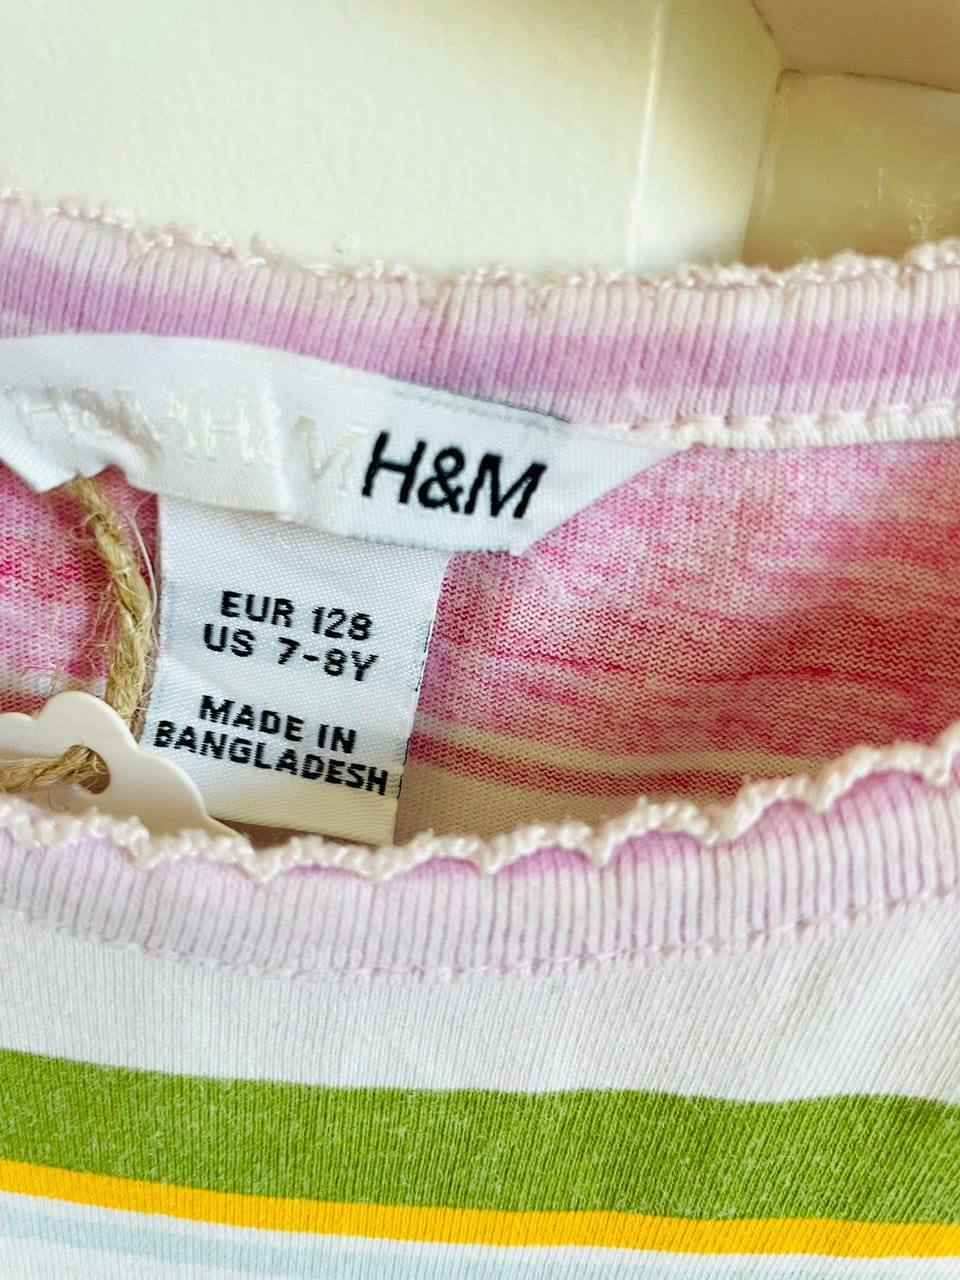 H&M
EUR 128
US 7-8Y
MADE IN
BANGLADESH